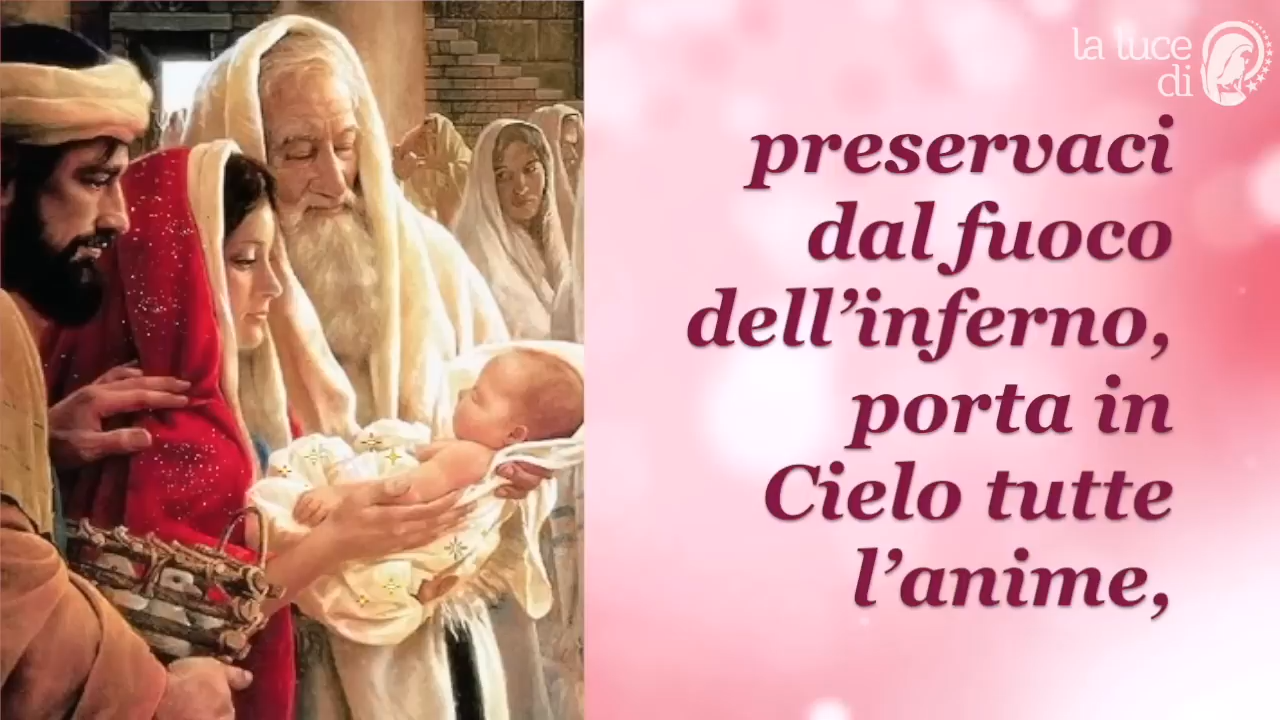 la luce
di
preservaci
dal fuoco
dell’inferno,
porta in
Cielo tutte
l’anime,